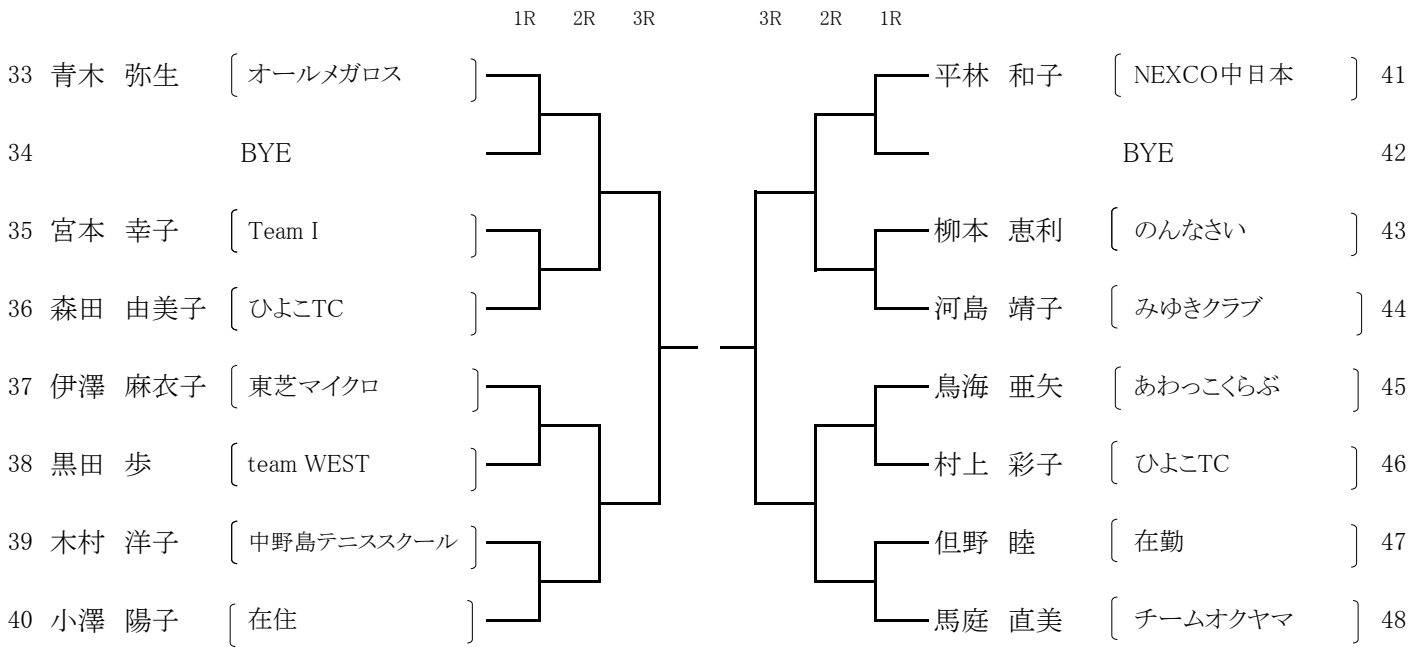 1R 2R 3R 3R 2R 1R
33 青木 弥生 〔 オールメガロス 〕 平林 和子 〔 NEXCO中日本 〕 41
34 BYE BYE 42
35 宮本 幸子 〔 Team I 〕 柳本 恵利 〔 のんなさい 〕 43
36 森田 由美子 〔 ひよこTC 〕 河島 靖子 〔 みゆきクラブ 〕 44
37 伊澤 麻衣子 〔 東芝マイクロ 〕 鳥海 亜矢 〔 あわっこくらぶ 〕 45
38 黒田 歩 〔 team WEST 〕 村上 彩子 〔 ひよこTC 〕 46
39 木村 洋子 〔 中野島テニススクール 〕 但野 睦 〔 在勤 〕 47
40 小澤 陽子 〔 在住 〕 馬庭 直美 〔 チームオクヤマ 〕 48